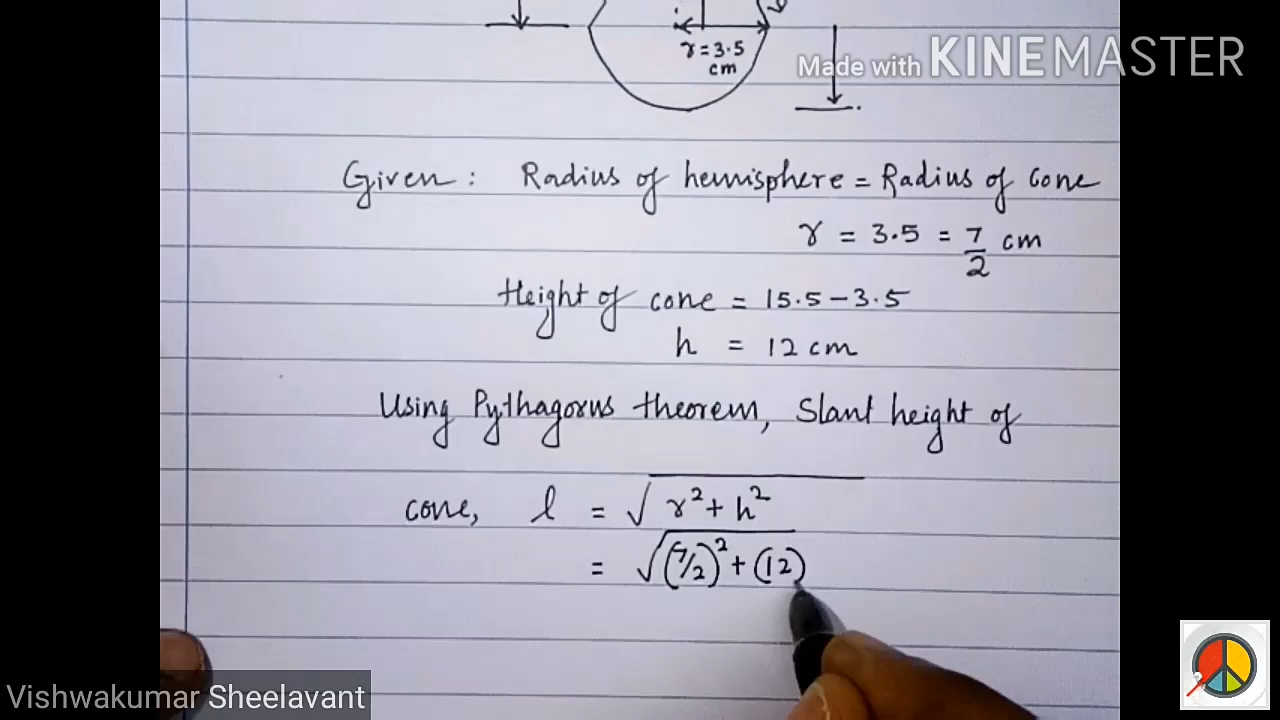 r = 3.5
cm
Made with KINEMASTER
Given : Radius of hemisphere = Radius of cone
r = 3.5 = 7/2 cm
Height of cone = 15.5 - 3.5
h = 12 cm
Using Pythagorus theorem, Slant height of
cone, l = √r² + h²
= √(7/2)² + (12)
Vishwakumar Sheelavant